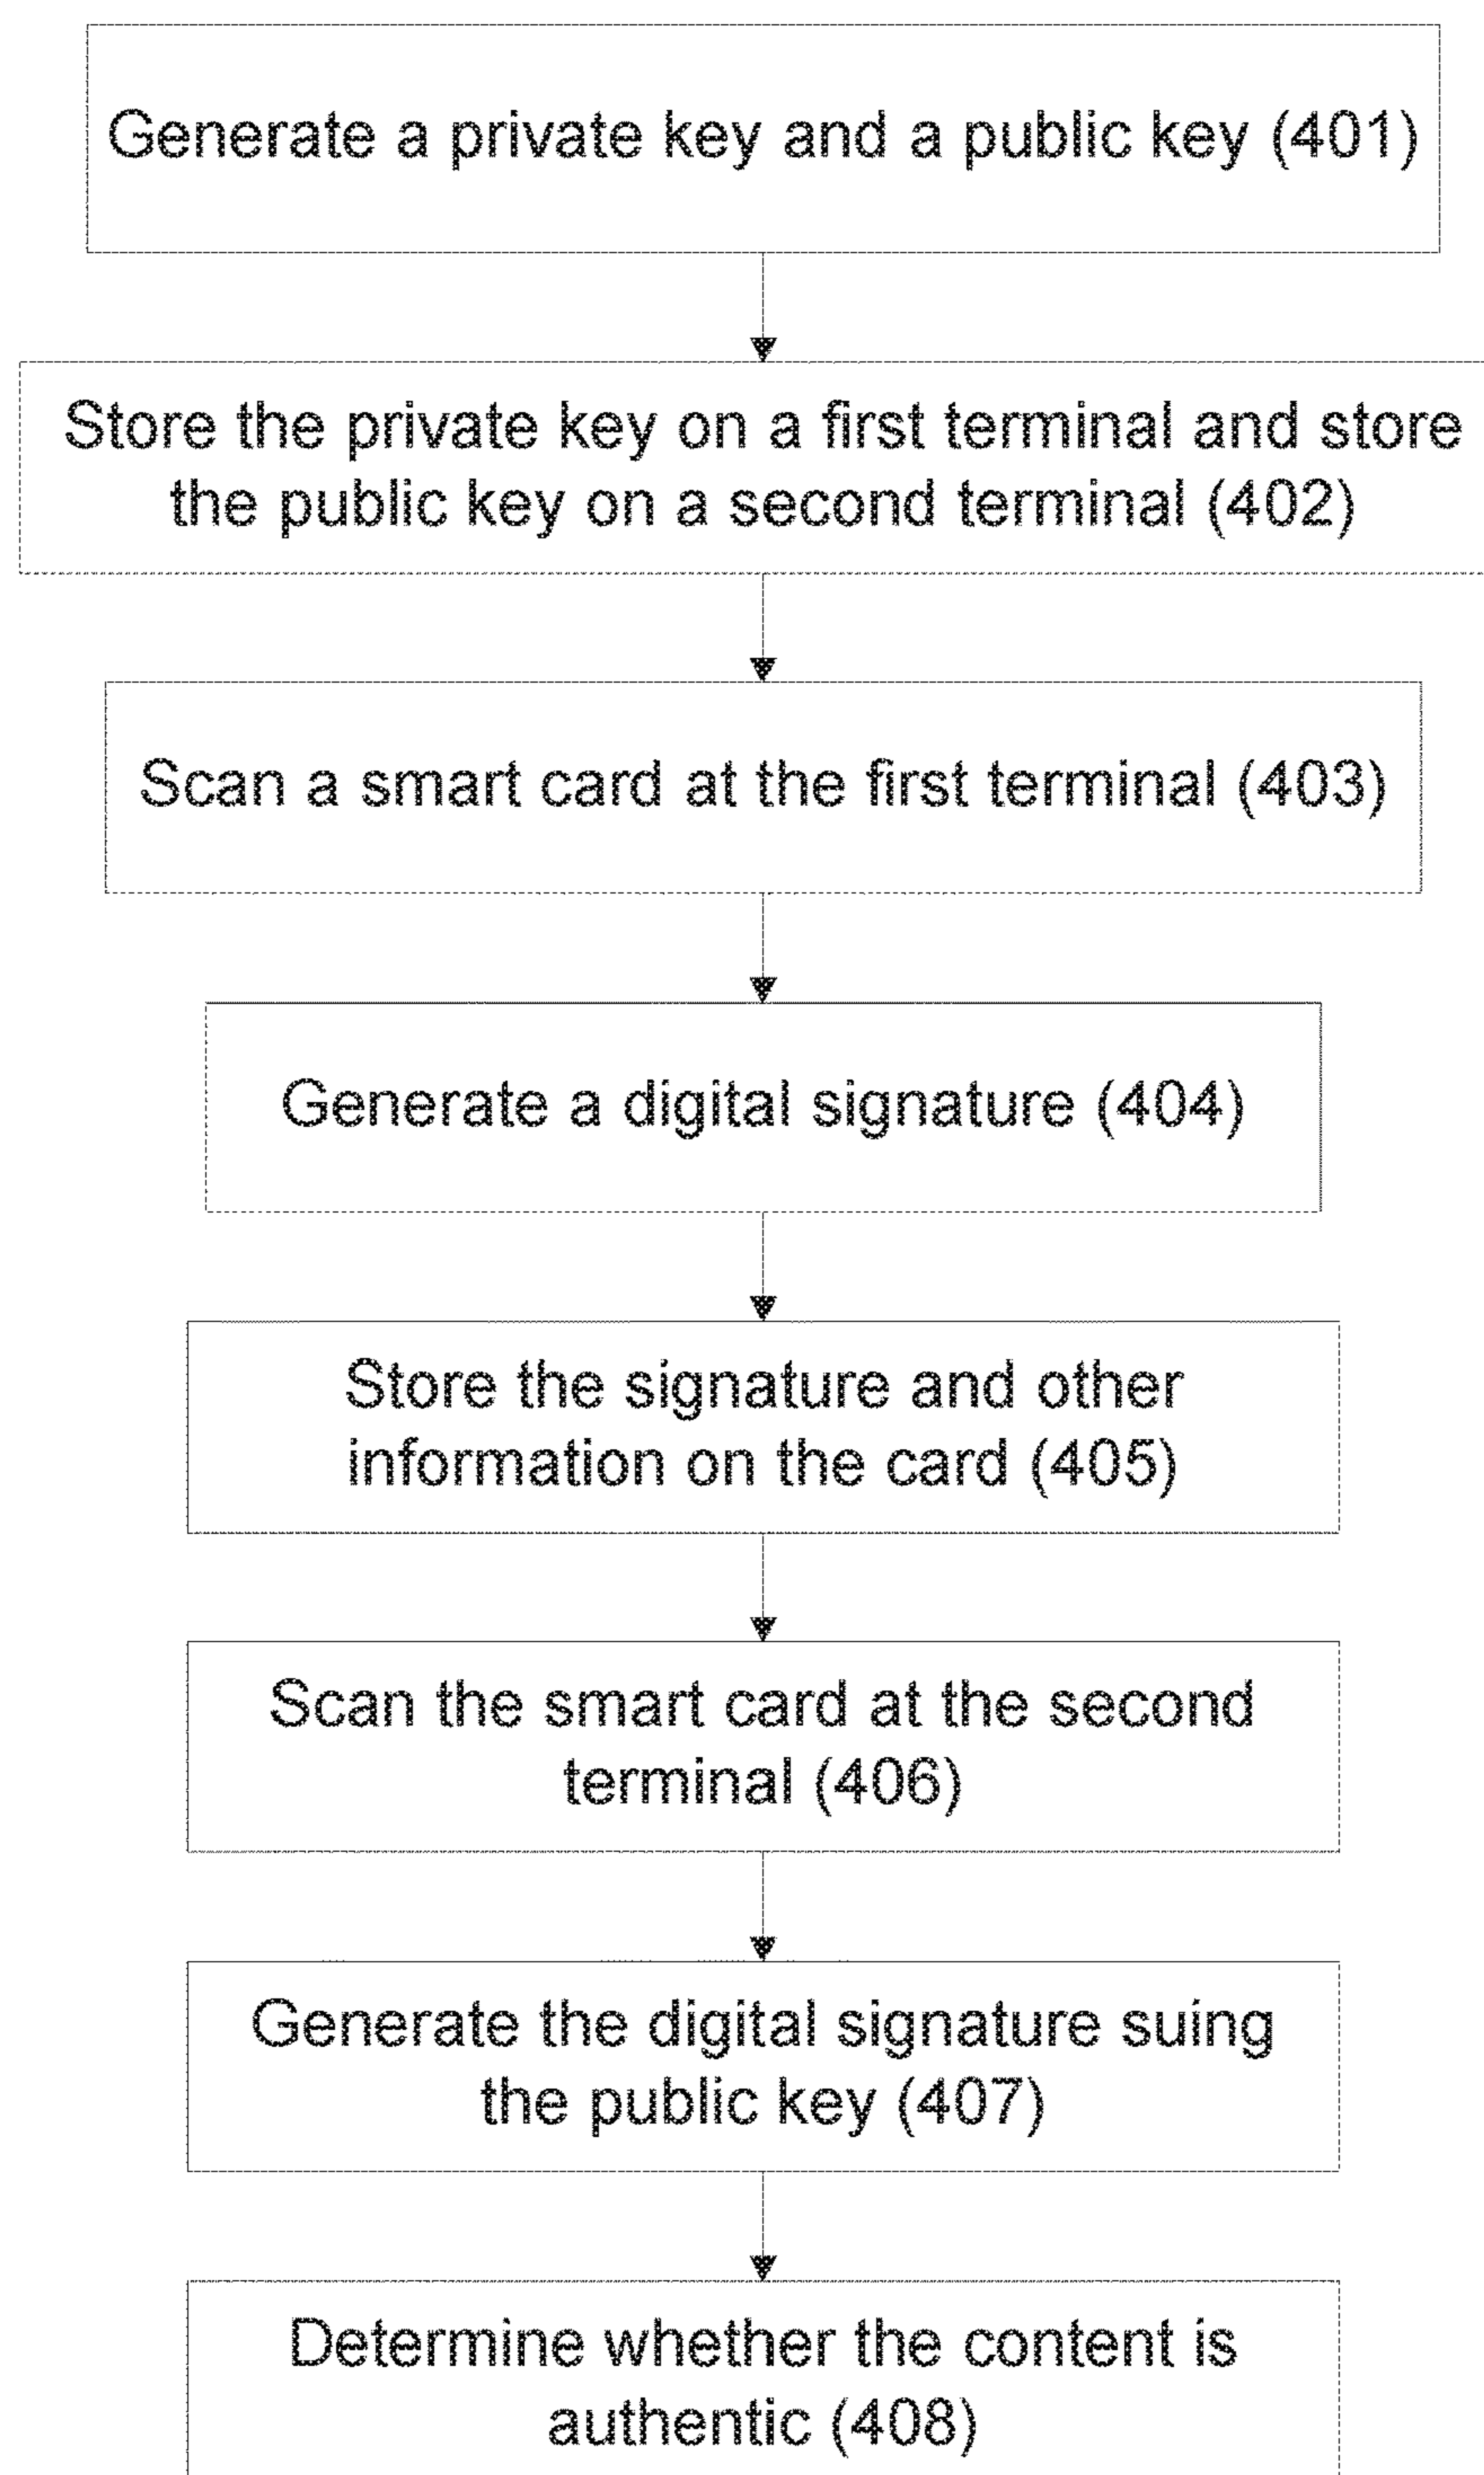 Generate a private key and a public key (401)
Store the private key on a first terminal and store
the public key on a second terminal (402)
Scan a smart card at the first terminal (403)
Generate a digital signature (404)
Store the signature and other
information on the card (405)
Scan the smart card at the second
terminal (406)
Generate the digital signature suing
the public key (407)
Determine whether the content is
authentic (408)